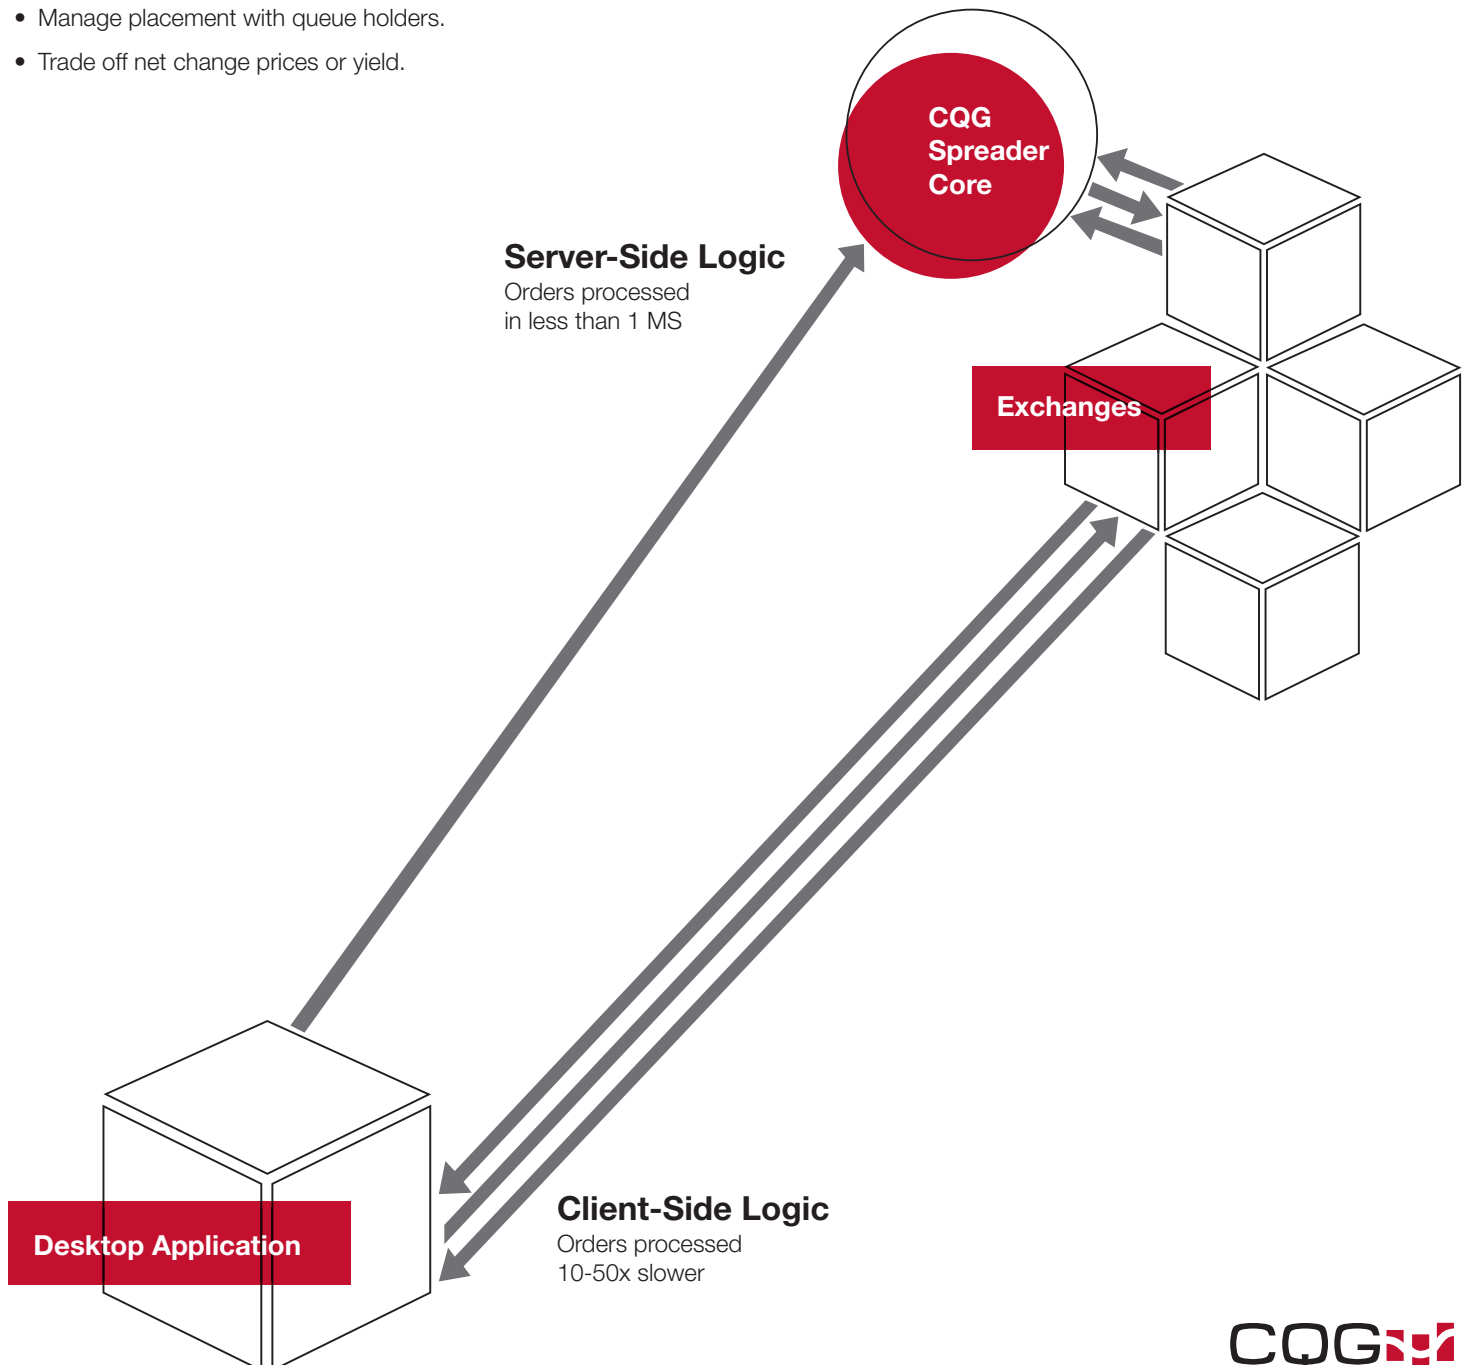 • Manage placement with queue holders.
• Trade off net change prices or yield.
CQG
Spreader
Core
Server-Side Logic
Orders processed
in less than 1 MS
Exchanges
Client-Side Logic
Orders processed
10-50x slower
Desktop Application
CQG